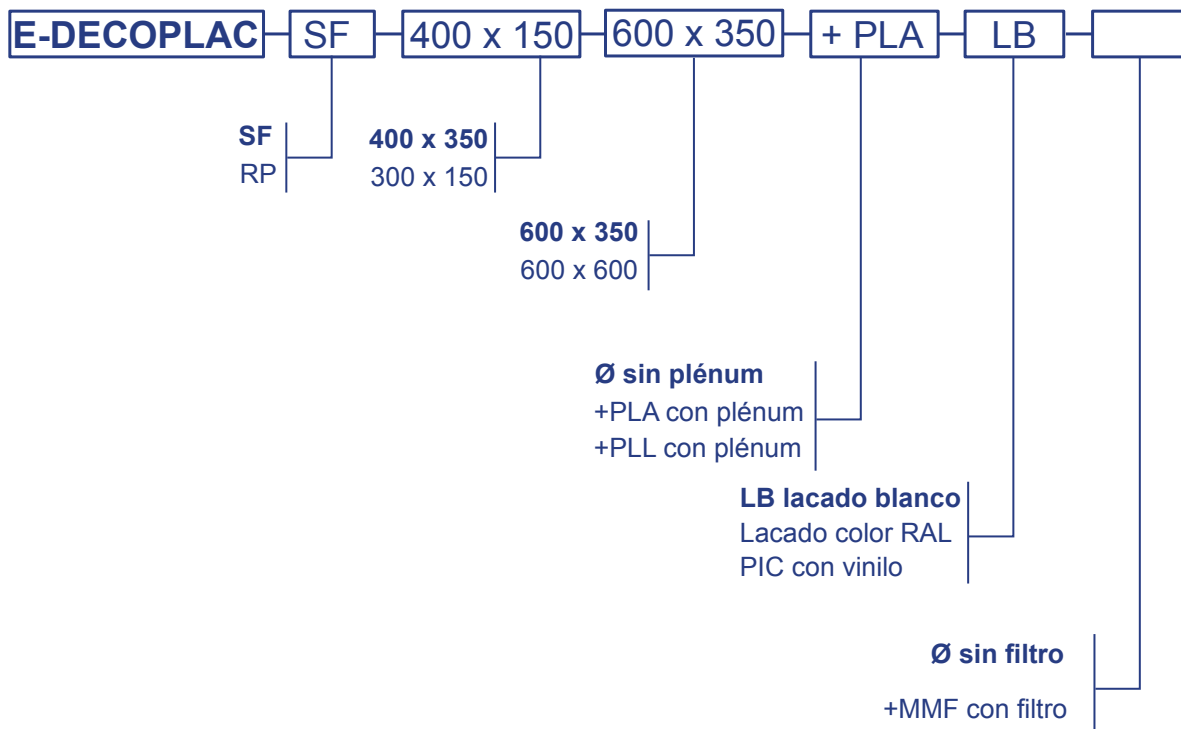 E-DECOPLAC SF 400 x 150 600 x 350 + PLA LB
SF
RP
400 x 350
300 x 150
600 x 350
600 x 600
Ø sin plénum
+PLA con plénum
+PLL con plénum
LB lacado blanco
Lacado color RAL
PIC con vinilo
Ø sin filtro
+MMF con filtro